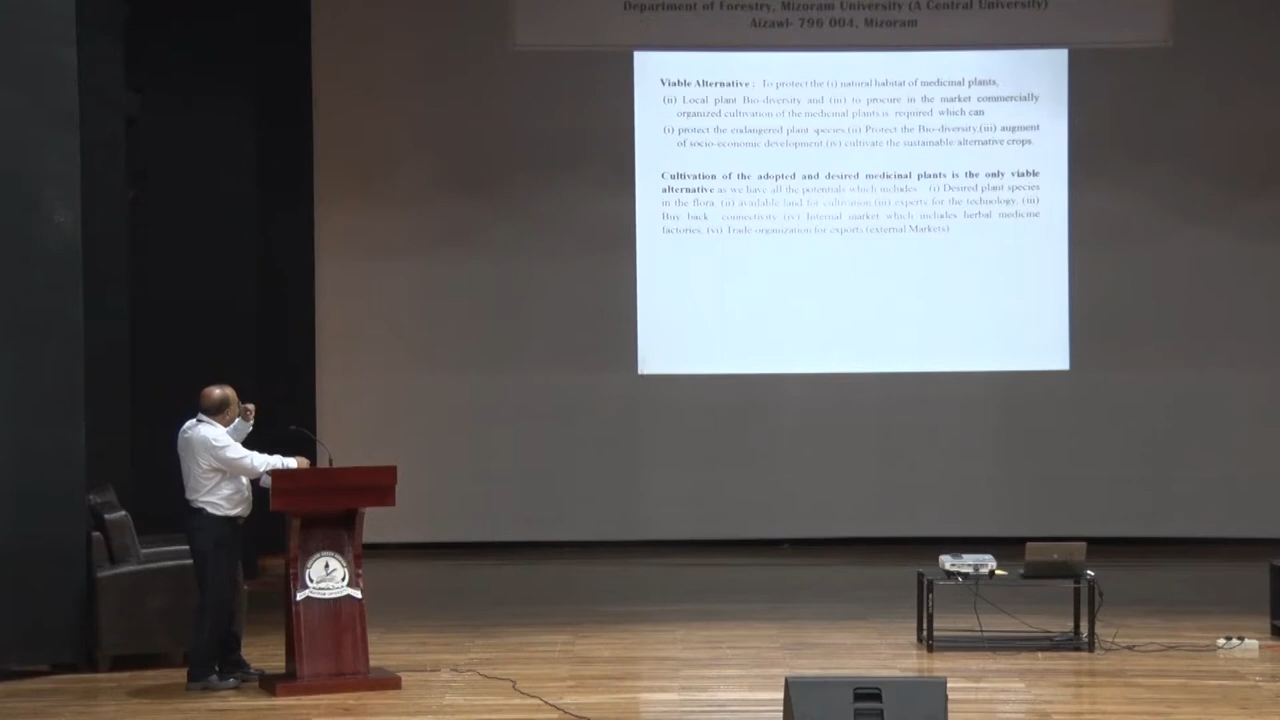 Department of Forestry, Mizoram University (A Central University)
Aizawl- 796 004, Mizoram
Viable Alternative : To protect the (i) natural habitat of medicinal plants,
(ii) Local plant Bio-diversity and (iii) to procure in the market commercially
organized cultivation of the medicinal plants is required which can
(i) protect the endangered plant species,(ii) Protect the Bio-diversity,(iii) augment
of socio-economic development,(iv) cultivate the sustainable/alternative crops.
Cultivation of the adopted and desired medicinal plants is the only viable
alternative as we have all the potentials which includes (i) Desired plant species
in the flora (ii) available land for cultivation (iii) experts for the technology, (iii)
Buy back connectivity (iv) Internal market which includes herbal medicine
factories, (vi) Trade organization for exports (external Markets)